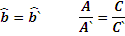 b̂ = b̂`   A/A` = C/C`